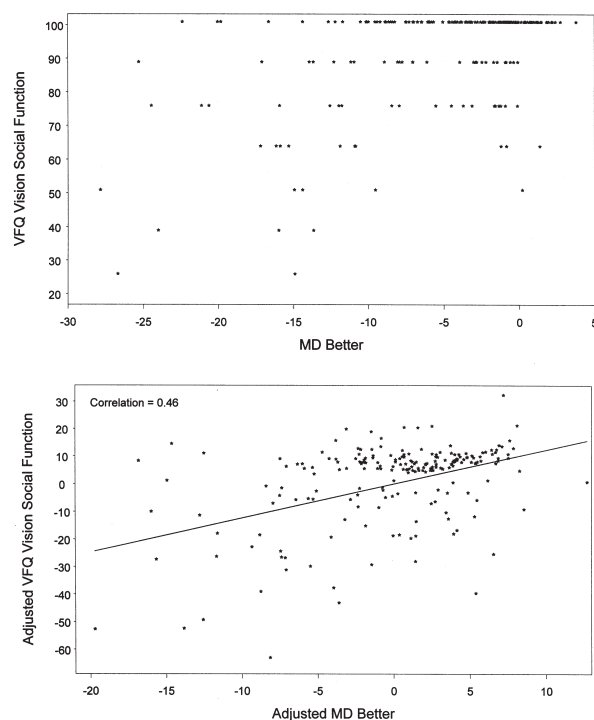 VFQ Vision Social Function
100
90
80
70
60
50
40
30
20
-30 -25 -20 -15 -10 -5 0 5
MD Better
Correlation = 0.46
Adjusted VFQ Vision Social Function
30
20
10
0
-10
-20
-30
-40
-50
-60
-20 -15 -10 -5 0 5 10
Adjusted MD Better